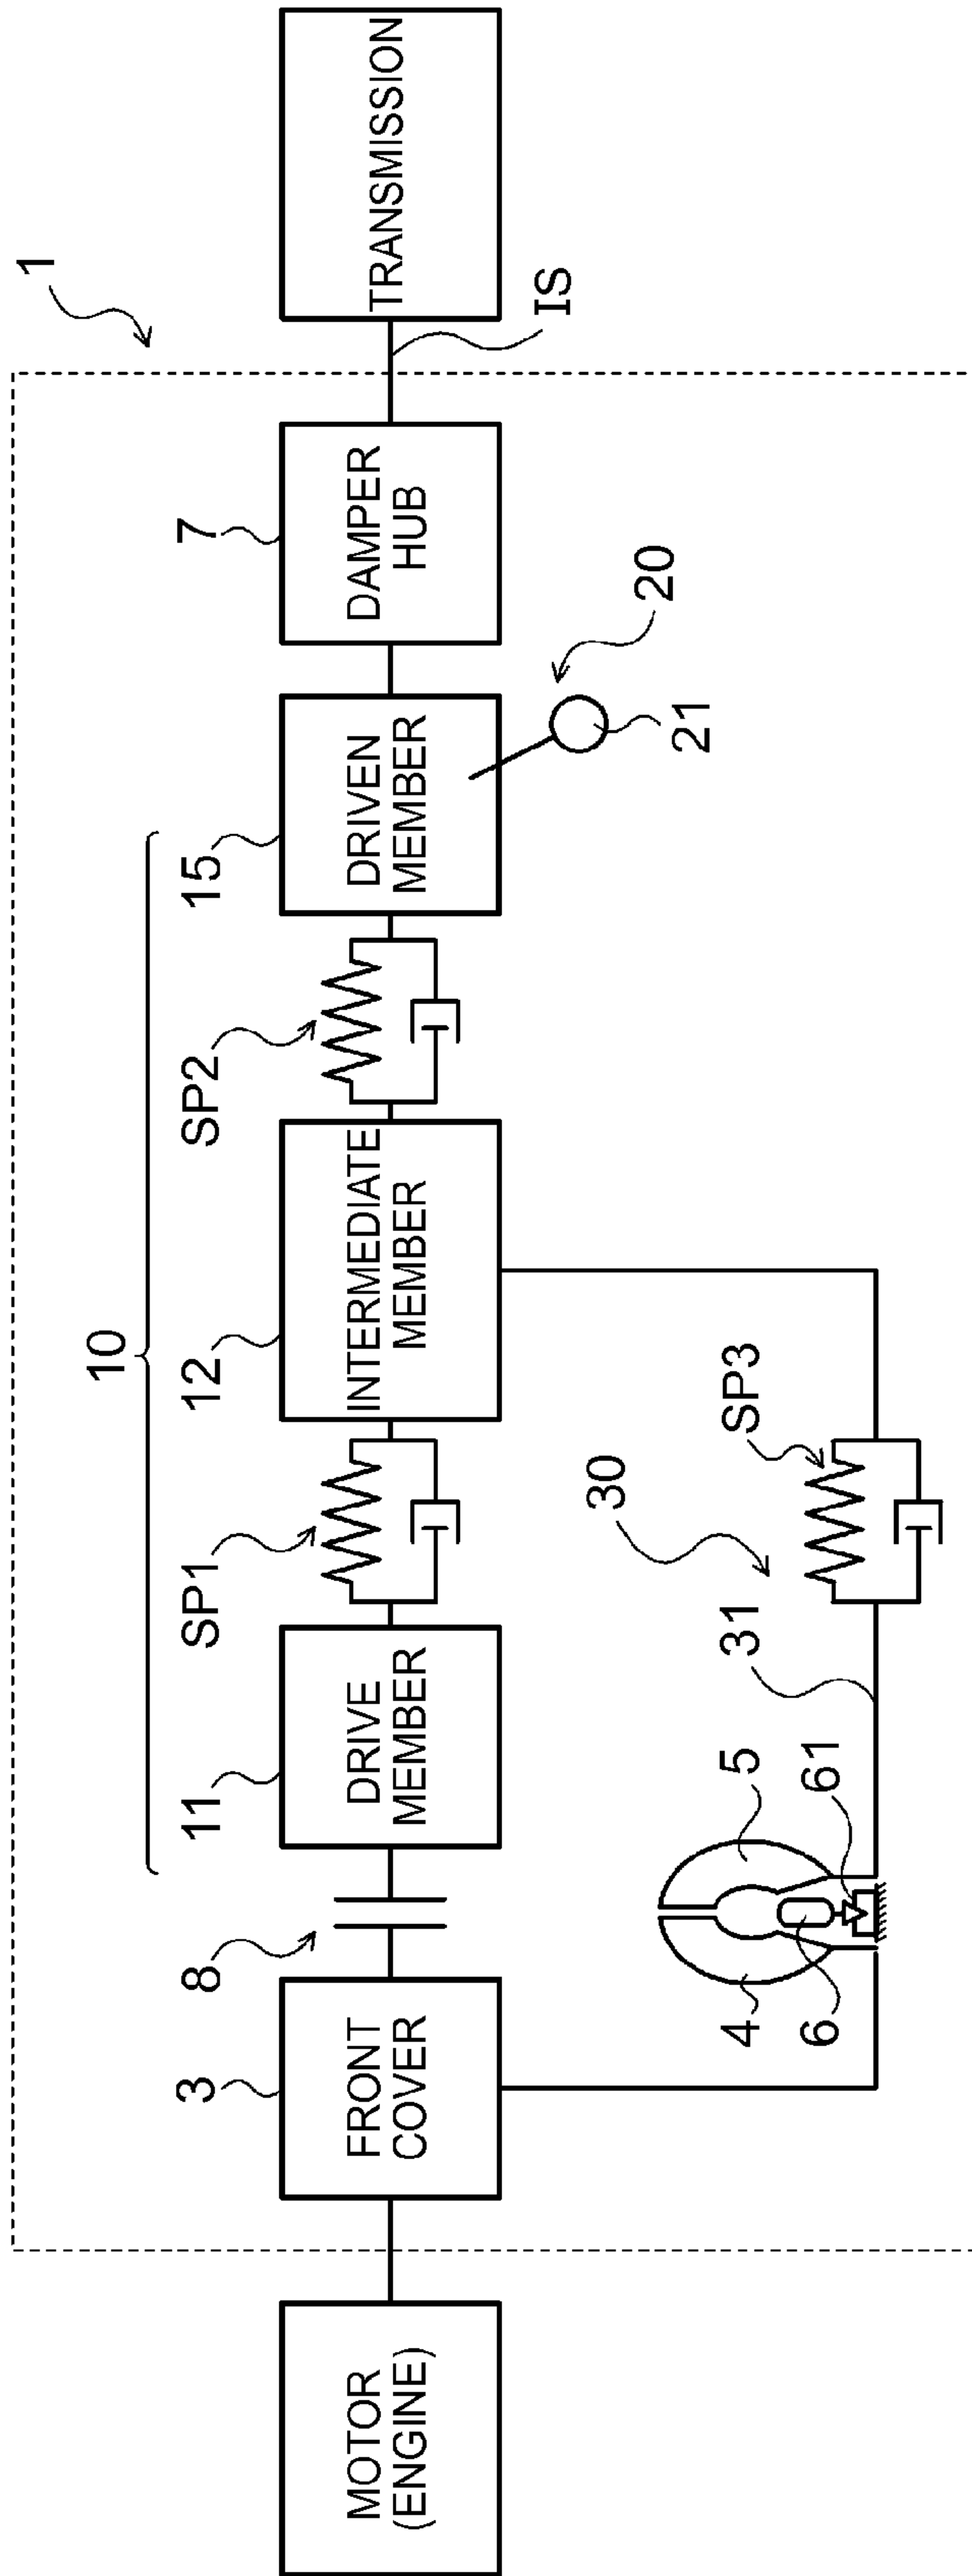 1
10
3
8
11
SP1
12
SP2
15
7
MOTOR
(ENGINE)
FRONT
COVER
DRIVE
MEMBER
INTERMEDIATE
MEMBER
DRIVEN
MEMBER
DAMPER
HUB
TRANSMISSION
IS
20
21
30
4
6
5
61
31
SP3